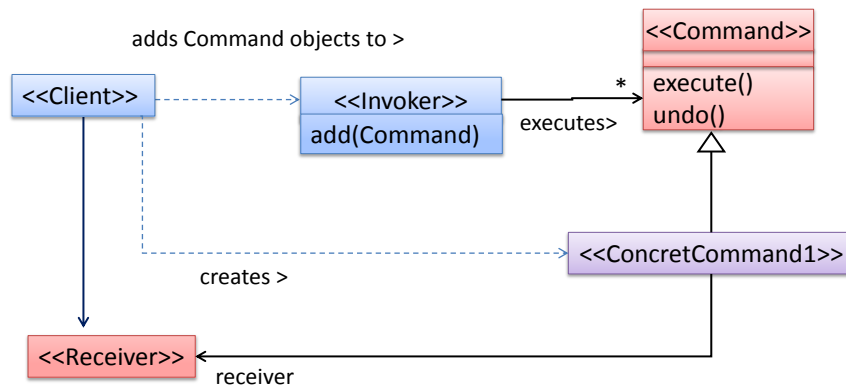 adds Command objects to >
<<Command>>
<<Client>>
<<Invoker>>
*
execute()
add(Command)
executes>
undo()
<<ConcretCommand1>>
creates >
<<Receiver>>
receiver